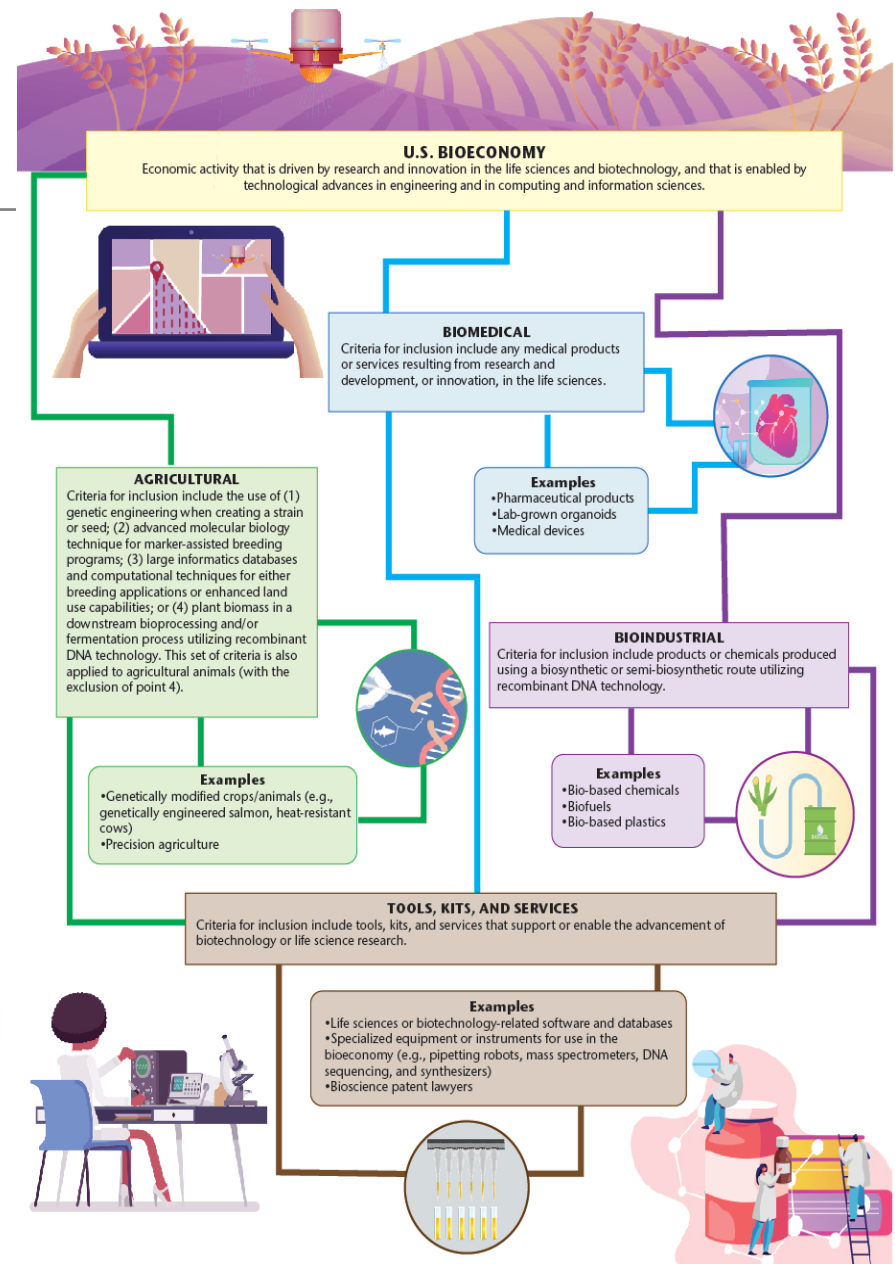 U.S. BIOECONOMY
Economic activity that is driven by research and innovation in the life sciences and biotechnology, and that is enabled by
technological advances in engineering and in computing and information sciences.
BIOMEDICAL
Criteria for inclusion include any medical products
or services resulting from research and
development, or innovation, in the life sciences.
Examples
•Pharmaceutical products
•Lab-grown organoids
•Medical devices
AGRICULTURAL
Criteria for inclusion include the use of (1)
genetic engineering when creating a strain
or seed; (2) advanced molecular biology
technique for marker-assisted breeding
programs; (3) large informatics databases
and computational techniques for either
breeding applications or enhanced land
use capabilities; or (4) plant biomass in a
downstream bioprocessing and/or
fermentation process utilizing recombinant
DNA technology. This set of criteria is also
applied to agricultural animals (with the
exclusion of point 4).
Examples
•Genetically modified crops/animals (e.g.,
genetically engineered salmon, heat-resistant
cows)
•Precision agriculture
BIOINDUSTRIAL
Criteria for inclusion include products or chemicals produced
using a biosynthetic or semi-biosynthetic route utilizing
recombinant DNA technology.
Examples
•Bio-based chemicals
•Biofuels
•Bio-based plastics
TOOLS, KITS, AND SERVICES
Criteria for inclusion include tools, kits, and services that support or enable the advancement of
biotechnology or life science research.
Examples
•Life sciences or biotechnology-related software and databases
•Specialized equipment or instruments for use in the
bioeconomy (e.g., pipetting robots, mass spectrometers, DNA
sequencing, and synthesizers)
•Bioscience patent lawyers